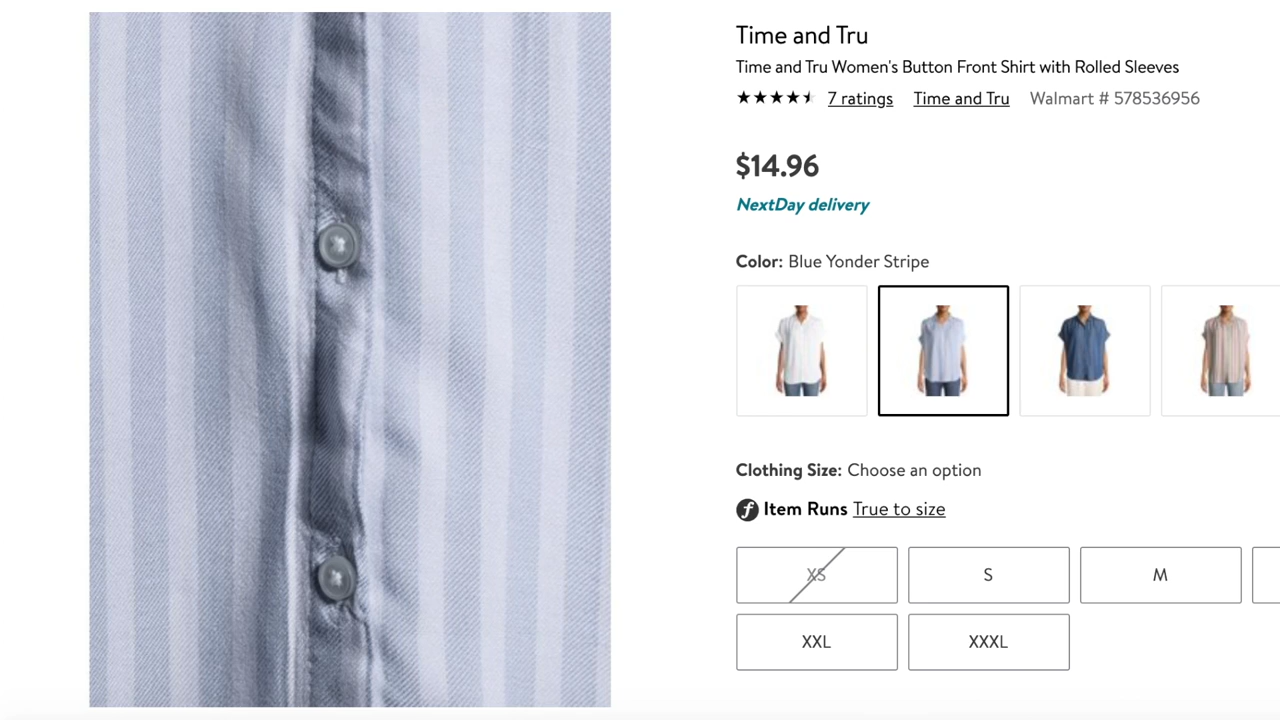 Time and Tru
Time and Tru Women's Button Front Shirt with Rolled Sleeves
7 ratings Time and Tru Walmart # 578536956
$14.96
NextDay delivery
Color: Blue Yonder Stripe
Clothing Size: Choose an option
f Item Runs True to size
XS S M
XXL XXXL